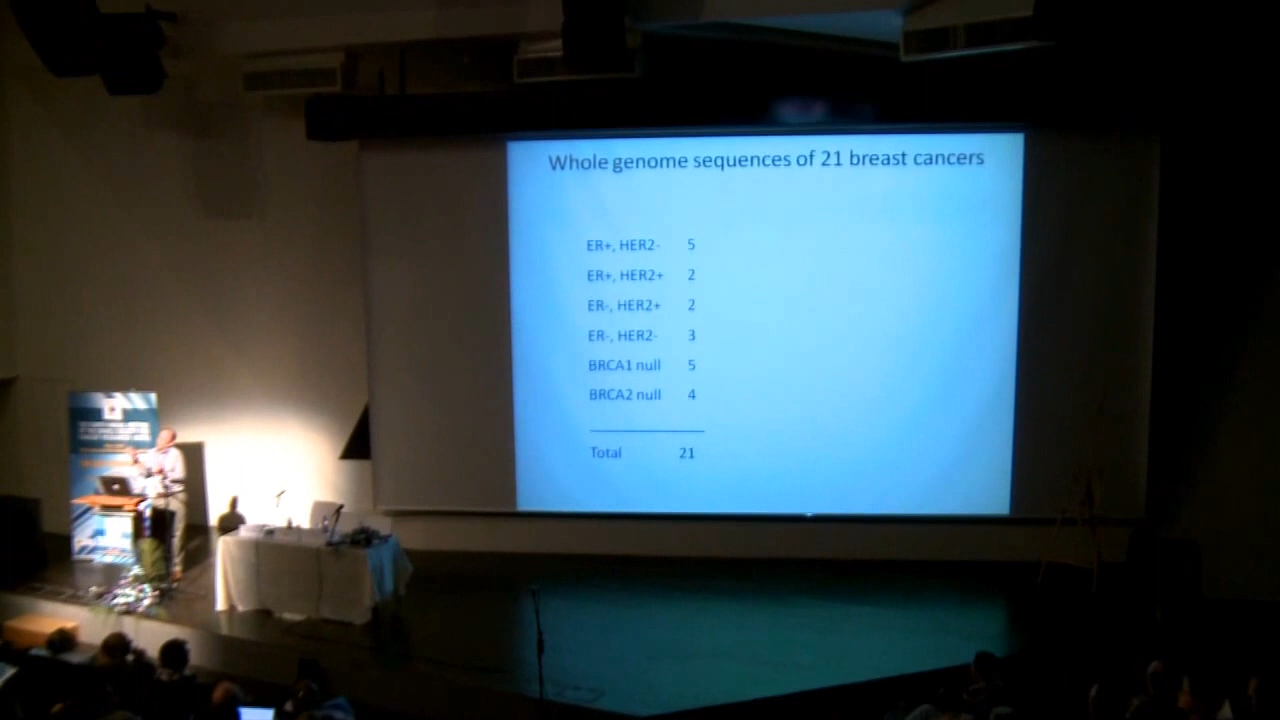 Whole genome sequences of 21 breast cancers
ER+, HER2- 5
ER+, HER2+ 2
ER-, HER2+ 2
ER-, HER2- 3
BRCA1 null 5
BRCA2 null 4
Total 21